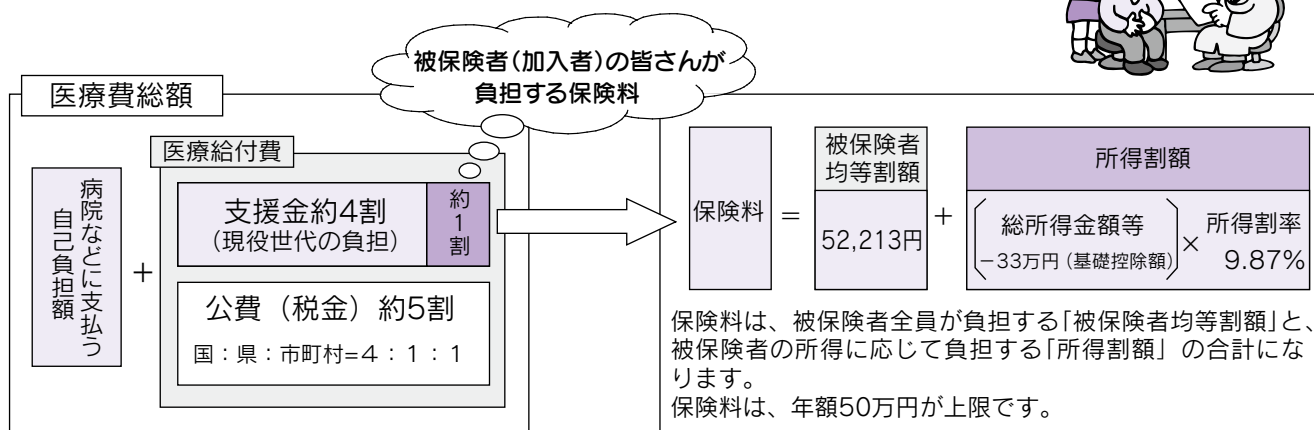 被保険者(加入者)の皆さんが
負担する保険料
医療費総額
医療給付費
病院などに支払う
自己負担額
+
支援金約4割
(現役世代の負担)
約1割
公費(税金)約5割
国:県:市町村=4:1:1
保険料
=
被保険者
均等割額
52,213円
+
所得割額
総所得金額等
−33万円(基礎控除額)
×
所得割率
9.87%
保険料は、被保険者全員が負担する「被保険者均等割額」と、
被保険者の所得に応じて負担する「所得割額」の合計にな
ります。
保険料は、年額50万円が上限です。